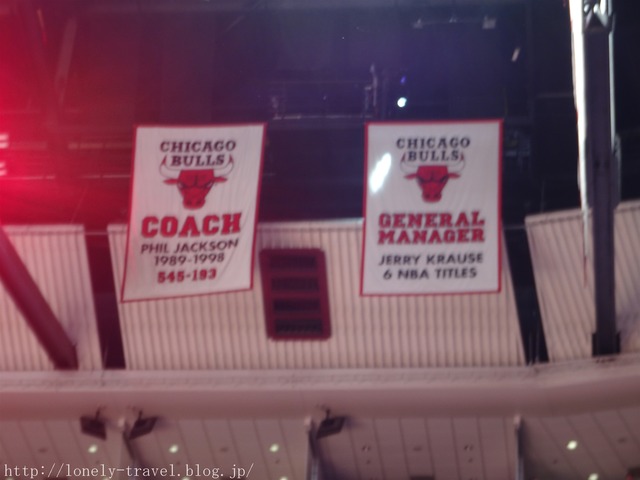 CHICAGO
BULLS
COACH
PHIL JACKSON
1989-1998
545-193
CHICAGO
BULLS
GENERAL
MANAGER
JERRY KRAUSE
6 NBA TITLES
http://lonely-travel.blog.jp/